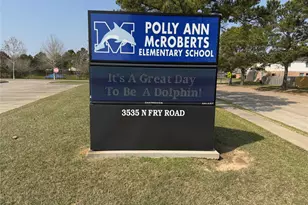 POLLY ANN
McROBERTS
ELEMENTARY SCHOOL
M
It's A Great Day
To Be A Dolphin!
3535 N FRY ROAD